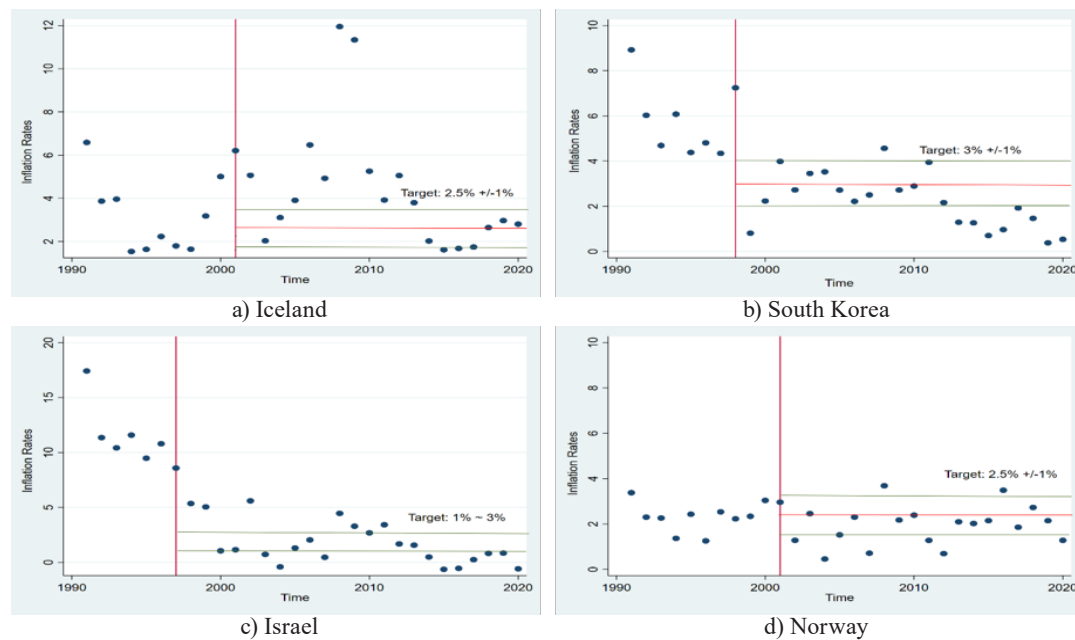 12
10
8
6
4
2
Inflation Rates
Target: 2.5% +/-1%
1990 2000 2010 2020
Time
a) Iceland
10
8
6
4
2
0
Inflation Rates
Target: 3% +/-1%
1990 2000 2010 2020
Time
b) South Korea
20
15
10
5
0
Inflation Rates
Target: 1% ~ 3%
1990 2000 2010 2020
Time
c) Israel
10
8
6
4
2
0
Inflation Rates
Target: 2.5% +/-1%
1990 2000 2010 2020
Time
d) Norway